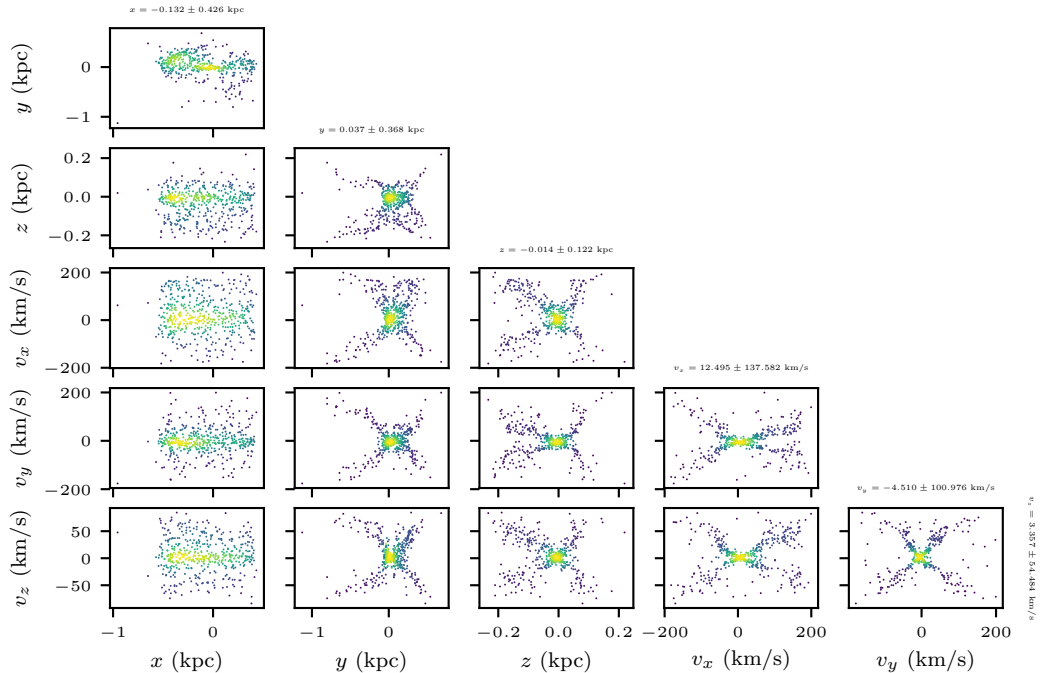 x = −0.132 ± 0.426 kpc
y (kpc)
0
−1
−1
0
y = 0.037 ± 0.368 kpc
z (kpc)
0.2
0.0
−0.2
z = −0.014 ± 0.122 kpc
v_x (km/s)
200
0
−200
v_x = 12.495 ± 137.582 km/s
v_y (km/s)
200
0
−200
v_y = −4.510 ± 100.976 km/s
v_z (km/s)
50
0
−50
v_z = 3.357 ± 54.484 km/s
−1 0
0
−0.2 0.0 0.2
−200 0 200
0 200
x (kpc)
y (kpc)
z (kpc)
v_x (km/s)
v_y (km/s)